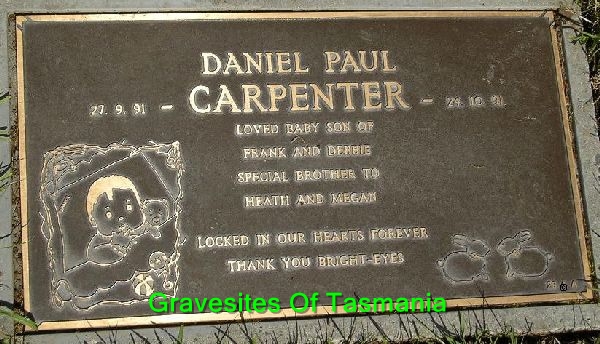 DANIEL PAUL
27. 9. 91 - CARPENTER - 24. 10. 91
LOVED BABY SON OF
FRANK AND DEBBIE
SPECIAL BROTHER TO
HEATH AND MEGAN
LOCKED IN OUR HEARTS FOREVER
THANK YOU BRIGHT-EYES
Gravesites Of Tasmania